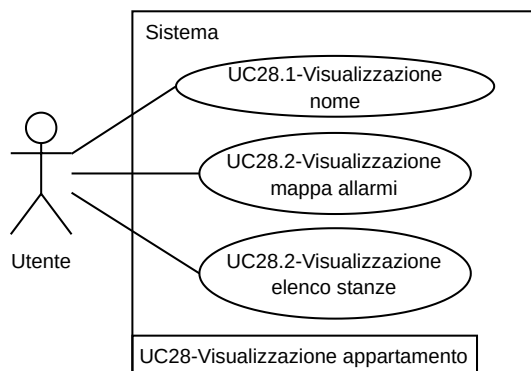 Sistema
UC28.1-Visualizzazione
nome
UC28.2-Visualizzazione
mappa allarmi
Utente
UC28.2-Visualizzazione
elenco stanze
UC28-Visualizzazione appartamento